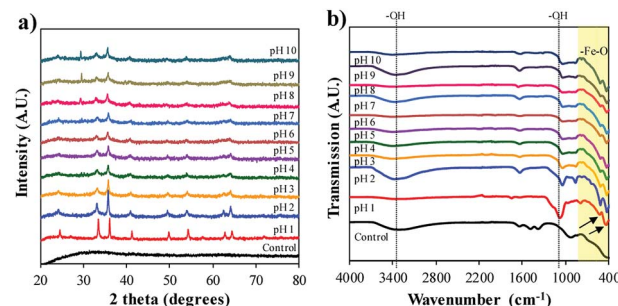 a)
Intensity (A.U.)
pH 10
pH 9
pH 8
pH 7
pH 6
pH 5
pH 4
pH 3
pH 2
pH 1
Control
20 30 40 50 60 70 80
2 theta (degrees)
b)
-OH -OH
-Fe-O
Transmission (A.U.)
pH 10
pH 9
pH 8
pH 7
pH 6
pH 5
pH 4
pH 3
pH 2
pH 1
Control
4000 3400 2800 2200 1600 1000 400
Wavenumber (cm⁻¹)